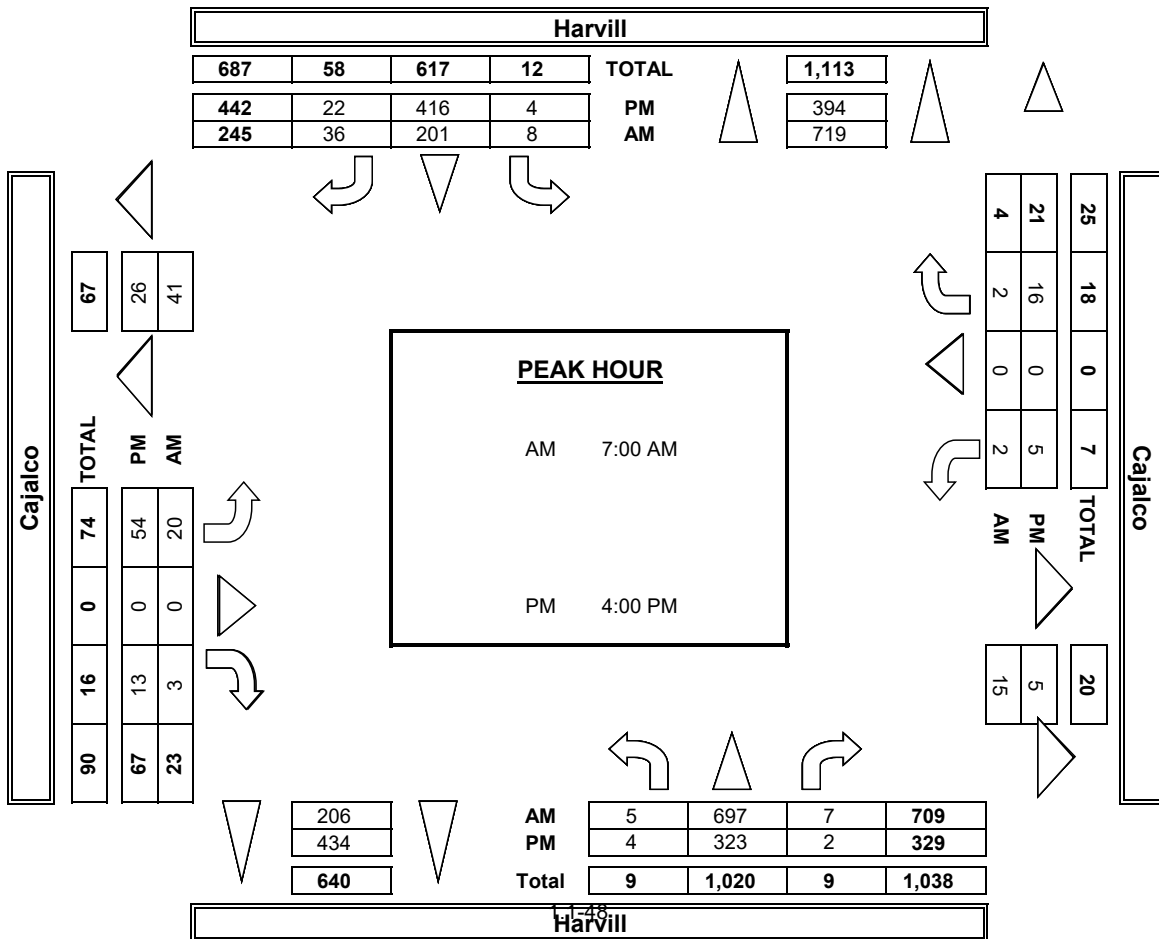 Harvill
687 58 617 12 TOTAL 1,113
442 22 416 4 PM 394
245 36 201 8 AM 719
Cajalco
67 26 41
TOTAL PM AM
74 54 20
0 0 0
16 13 3
90 67 23
PEAK HOUR
AM 7:00 AM
PM 4:00 PM
4 21 25
2 16 18
0 0 0
2 5 7
AM PM TOTAL
15 5 20
Cajalco
206 AM 5 697 7 709
434 PM 4 323 2 329
640 Total 9 1,020 9 1,038
1.1-48
Harvill